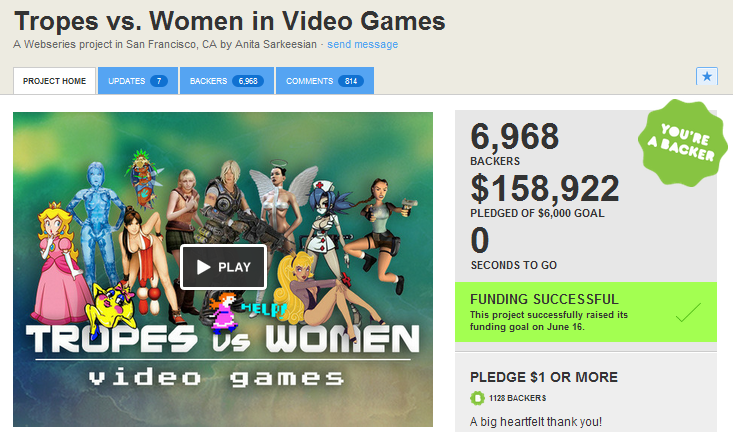 Tropes vs. Women in Video Games
A Webseries project in San Francisco, CA by Anita Sarkeesian · send message
PROJECT HOME
UPDATES 7
BACKERS 6,968
COMMENTS 814
PLAY
HELP!
TROPES VS WOMEN
video games
YOU'RE
A BACKER
6,968
BACKERS
$158,922
PLEDGED OF $6,000 GOAL
0
SECONDS TO GO
FUNDING SUCCESSFUL
This project successfully raised its
funding goal on June 16.
PLEDGE $1 OR MORE
1128 BACKERS
A big heartfelt thank you!